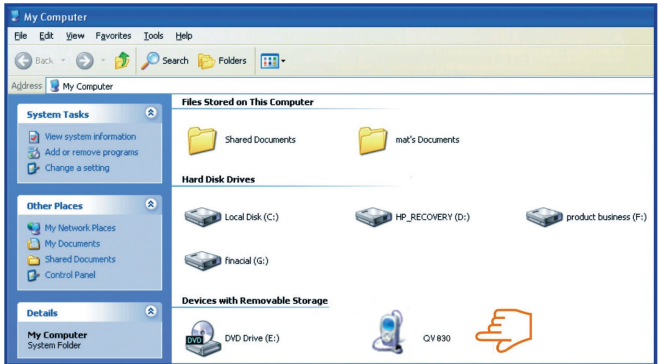 My Computer
File Edit View Favorites Tools Help
Back Search Folders
Address My Computer
System Tasks
View system information
Add or remove programs
Change a setting
Other Places
My Network Places
My Documents
Shared Documents
Control Panel
Details
My Computer
System Folder
Files Stored on This Computer
Shared Documents mat's Documents
Hard Disk Drives
Local Disk (C:) HP_RECOVERY (D:) product business (F:)
finacial (G:)
Devices with Removable Storage
DVD DVD Drive (E:) QV 830